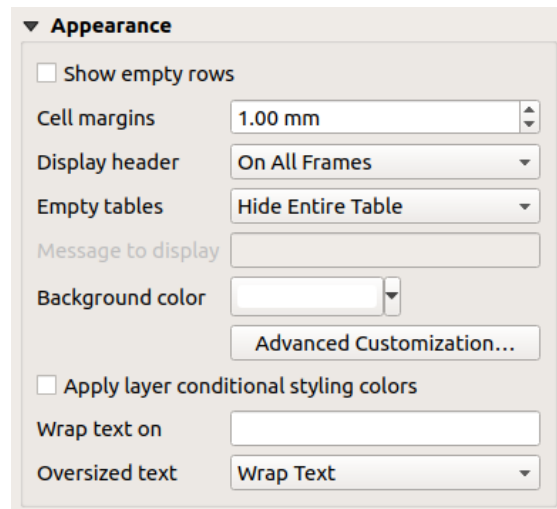 Appearance
Show empty rows
Cell margins 1.00 mm
Display header On All Frames
Empty tables Hide Entire Table
Message to display
Background color
Advanced Customization…
Apply layer conditional styling colors
Wrap text on
Oversized text Wrap Text